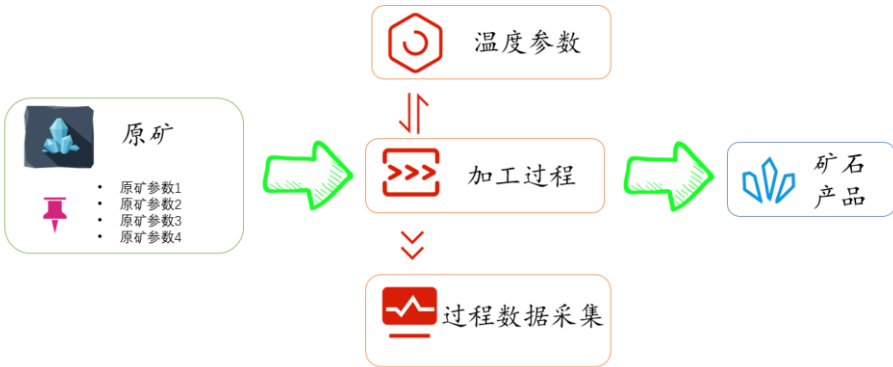 温度参数
原矿
• 原矿参数1
• 原矿参数2
• 原矿参数3
• 原矿参数4
加工过程
矿石
产品
过程数据采集